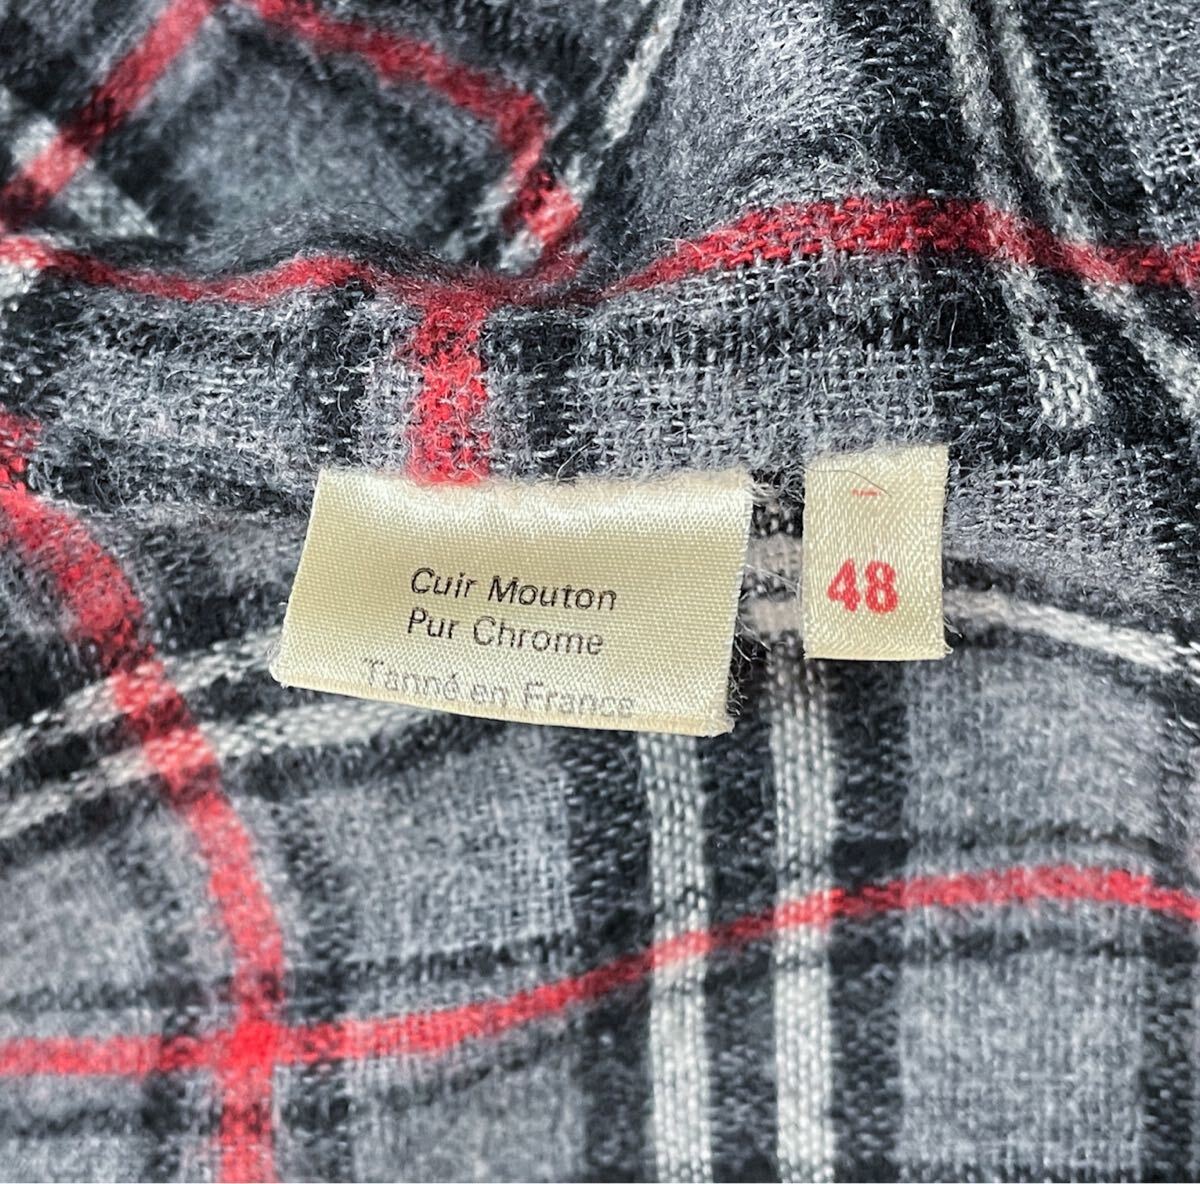 Cuir Mouton
Pur Chrome
Tanné en France
48